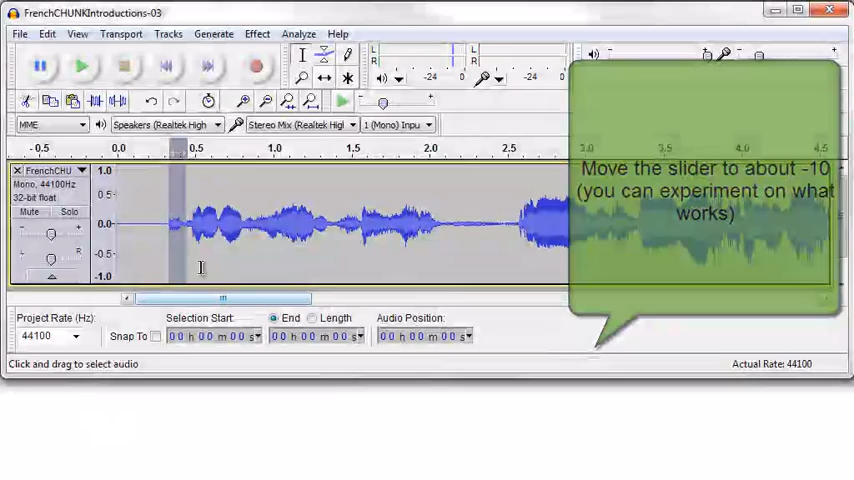 FrenchCHUNKIntroductions-03
File Edit View Transport Tracks Generate Effect Analyze Help
L
R
-24 0
L
R
-24 0
MME Speakers (Realtek High Stereo Mix (Realtek High 1 (Mono) Inpu
-0.5 0.0 0.5 1.0 1.5 2.0 2.5 3.0 3.5 4.0 4.5
FrenchCHU
Mono, 44100Hz
32-bit float
Mute Solo
- +
L R
1.0
0.5
0.0
-0.5
-1.0
Move the slider to about -10
(you can experiment on what
works)
Project Rate (Hz): Selection Start: End Length Audio Position:
44100 Snap To 00 h 00 m 00 s 00 h 00 m 00 s 00 h 00 m 00 s
Click and drag to select audio Actual Rate: 44100